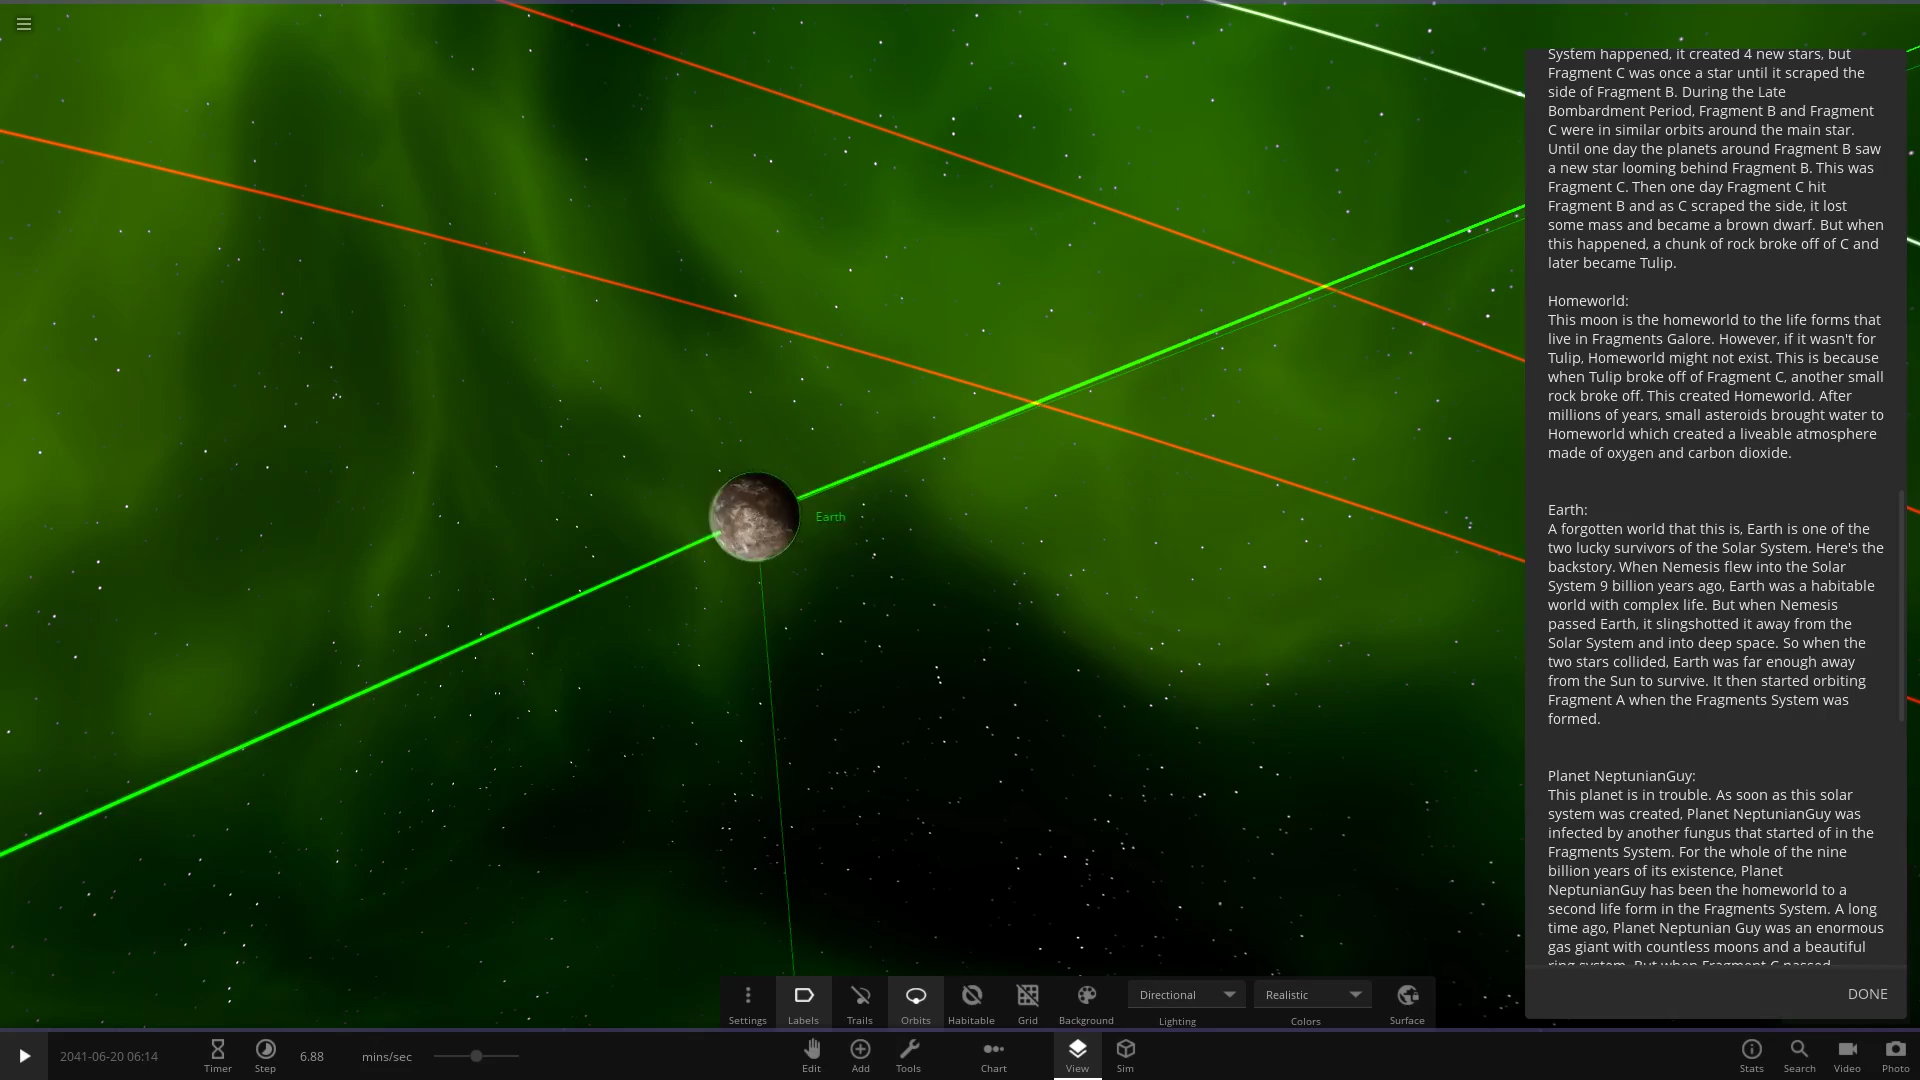 System happened, it created 4 new stars, but
Fragment C was once a star until it scraped the
side of Fragment B. During the Late
Bombardment Period, Fragment B and Fragment
C were in similar orbits around the main star.
Until one day the planets around Fragment B saw
a new star looming behind Fragment B. This was
Fragment C. Then one day Fragment C hit
Fragment B and as C scraped the side, it lost
some mass and became a brown dwarf. But when
this happened, a chunk of rock broke off of C and
later became Tulip.
Homeworld:
This moon is the homeworld to the life forms that
live in Fragments Galore. However, if it wasn't for
Tulip, Homeworld might not exist. This is because
when Tulip broke off of Fragment C, another small
rock broke off. This created Homeworld. After
millions of years, small asteroids brought water to
Homeworld which created a liveable atmosphere
made of oxygen and carbon dioxide.
Earth:
A forgotten world that this is, Earth is one of the
two lucky survivors of the Solar System. Here's the
backstory. When Nemesis flew into the Solar
System 9 billion years ago, Earth was a habitable
world with complex life. But when Nemesis
passed Earth, it slingshotted it away from the
Solar System and into deep space. So when the
two stars collided, Earth was far enough away
from the Sun to survive. It then started orbiting
Fragment A when the Fragments System was
formed.
Planet NeptunianGuy:
This planet is in trouble. As soon as this solar
system was created, Planet NeptunianGuy was
infected by another fungus that started of in the
Fragments System. For the whole of the nine
billion years of its existence, Planet
NeptunianGuy has been the homeworld to a
second life form in the Fragments System. A long
time ago, Planet Neptunian Guy was an enormous
gas giant with countless moons and a beautiful
ring system. But when Fragment C passed
DONE
Earth
Settings
Labels
Trails
Orbits
Habitable
Grid
Background
Directional
Lighting
Realistic
Colors
Surface
2041-06-20 06:14
Timer
Step
6.88
mins/sec
Edit
Add
Tools
Chart
View
Sim
Stats
Search
Video
Photo